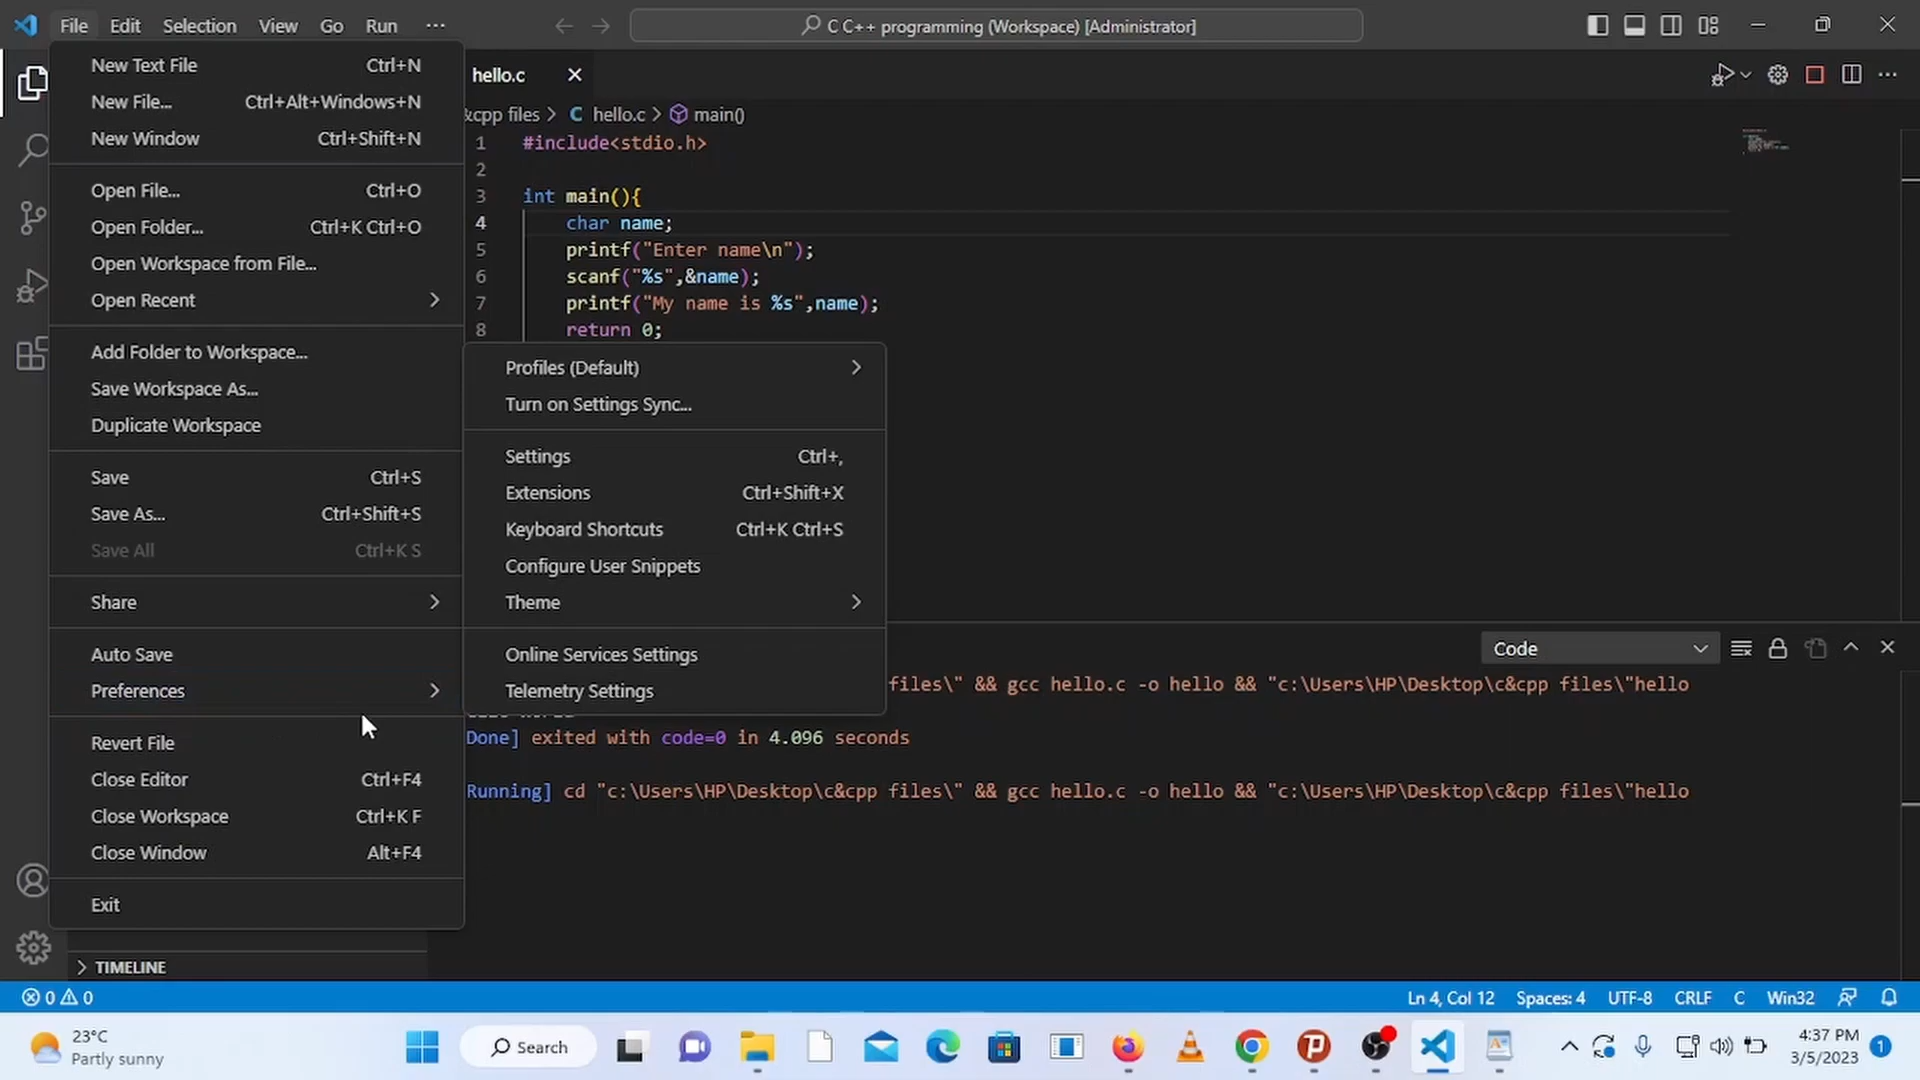 File Edit Selection View Go Run ···
C C++ programming (Workspace) [Administrator]
New Text File Ctrl+N
New File... Ctrl+Alt+Windows+N
New Window Ctrl+Shift+N
Open File... Ctrl+O
Open Folder... Ctrl+K Ctrl+O
Open Workspace from File...
Open Recent
Add Folder to Workspace...
Save Workspace As...
Duplicate Workspace
Save Ctrl+S
Save As... Ctrl+Shift+S
Save All Ctrl+K S
Share
Auto Save
Preferences
Revert File
Close Editor Ctrl+F4
Close Workspace Ctrl+K F
Close Window Alt+F4
Exit
TIMELINE
hello.c
&cpp files > C hello.c > main()
1 #include<stdio.h>
2
3 int main(){
4 char name;
5 printf("Enter name\n");
6 scanf("%s",&name);
7 printf("My name is %s",name);
8 return 0;
Profiles (Default)
Turn on Settings Sync...
Settings Ctrl+,
Extensions Ctrl+Shift+X
Keyboard Shortcuts Ctrl+K Ctrl+S
Configure User Snippets
Theme
Online Services Settings
Telemetry Settings
Code
files\" && gcc hello.c -o hello && "c:\Users\HP\Desktop\c&cpp files\"hello
Done] exited with code=0 in 4.096 seconds
Running] cd "c:\Users\HP\Desktop\c&cpp files\" && gcc hello.c -o hello && "c:\Users\HP\Desktop\c&cpp files\"hello
0 0
Ln 4, Col 12 Spaces: 4 UTF-8 CRLF C Win32
23°C
Partly sunny
Search
4:37 PM
3/5/2023
1